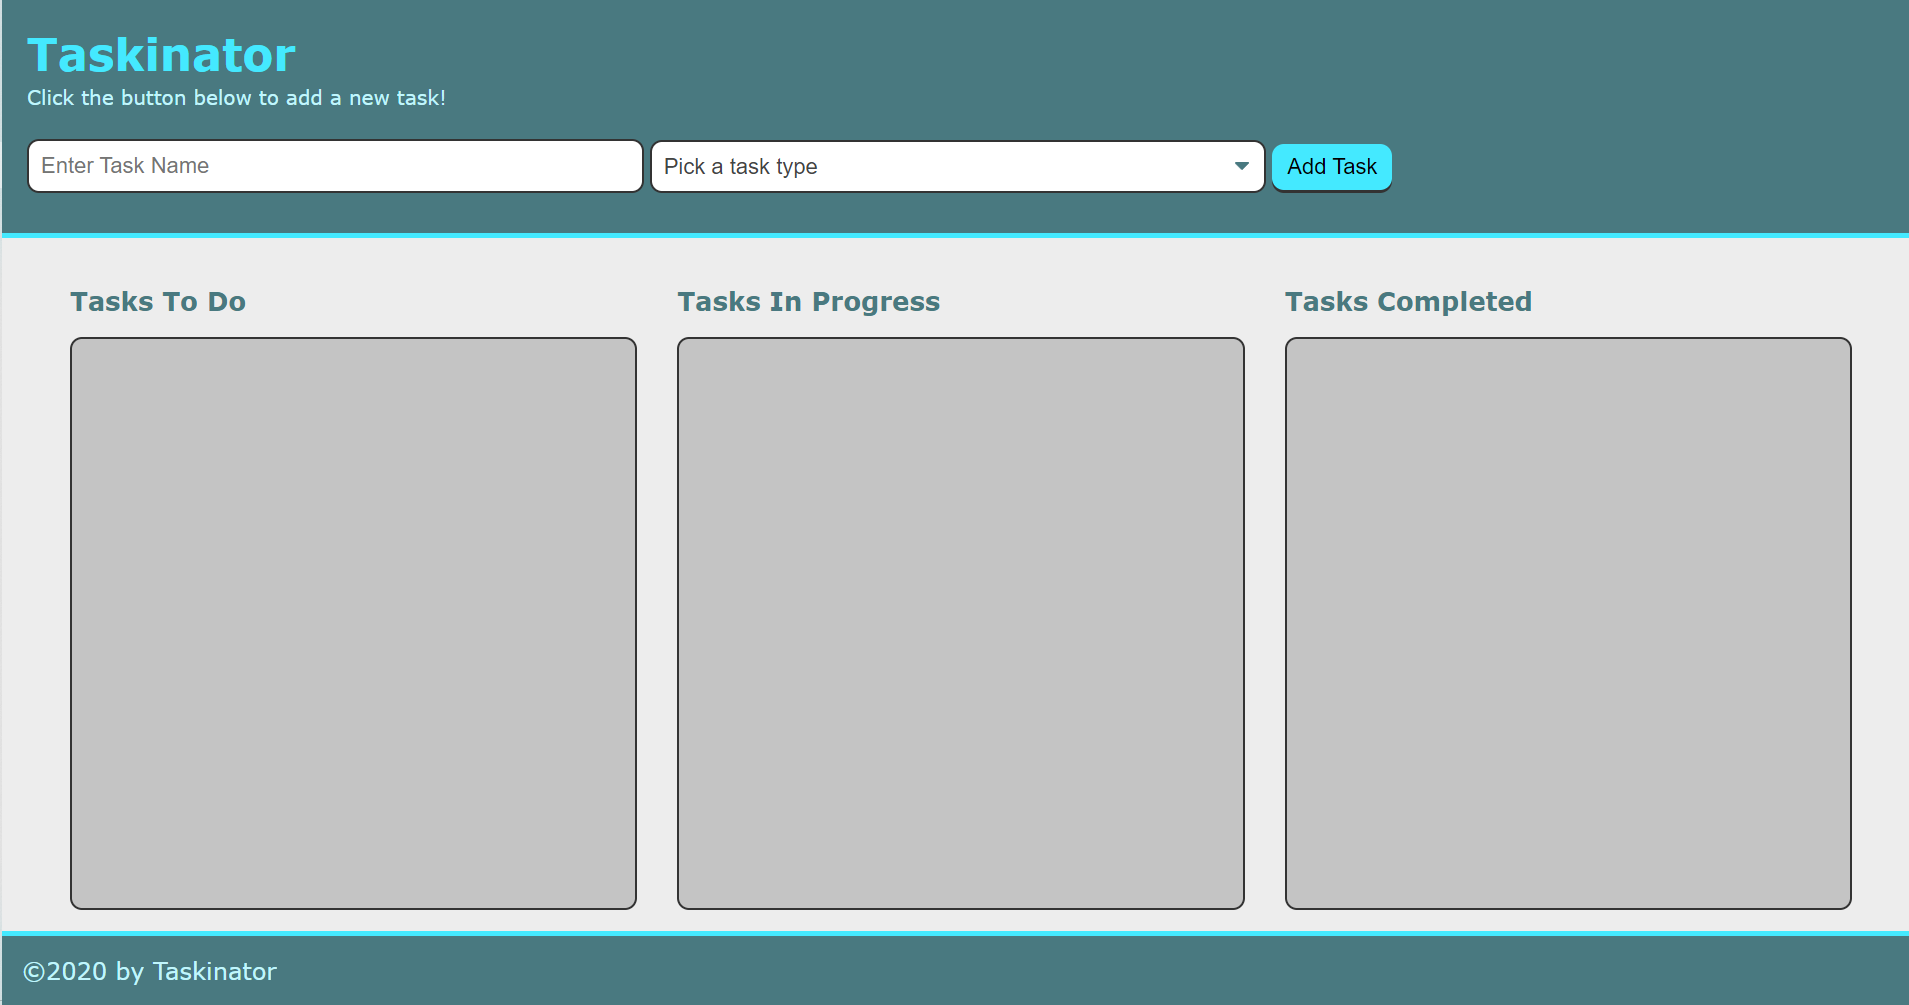 Taskinator
Click the button below to add a new task!
Enter Task Name
Pick a task type
Add Task
Tasks To Do
Tasks In Progress
Tasks Completed
©2020 by Taskinator